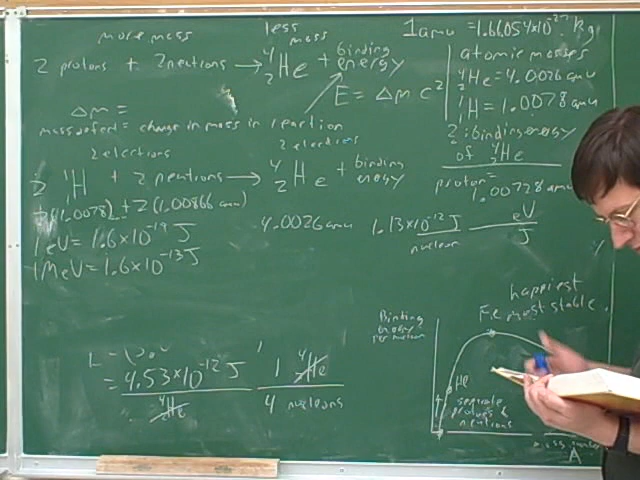 more mass
less mass
2 protons + 2 neutrons → ⁴₂He + binding energy
E = Δm c²
Δm =
mass defect = change in mass in reaction
2 electrons
2 electrons
2 ¹₁H + 2 neutrons → ⁴₂He + binding energy
2(1.0078) + 2(1.00866 amu)
4.0026 amu
1 eV = 1.6×10⁻¹⁹ J
1 MeV = 1.6×10⁻¹³ J
1 amu = 1.66054×10⁻²⁷ kg
atomic masses
⁴₂He = 4.0026 amu
¹₁H = 1.0078 amu
2: binding energy
of ⁴₂He
proton =
1.00728 amu
1.13×10⁻¹² J
nucleon
eV
J
= 4.53×10⁻¹² J
⁴₂He
1 ⁴₂He
4 nucleons
happiest
Fe most stable.
Binding
energy
per nucleon
He
separate
protons &
neutrons
A